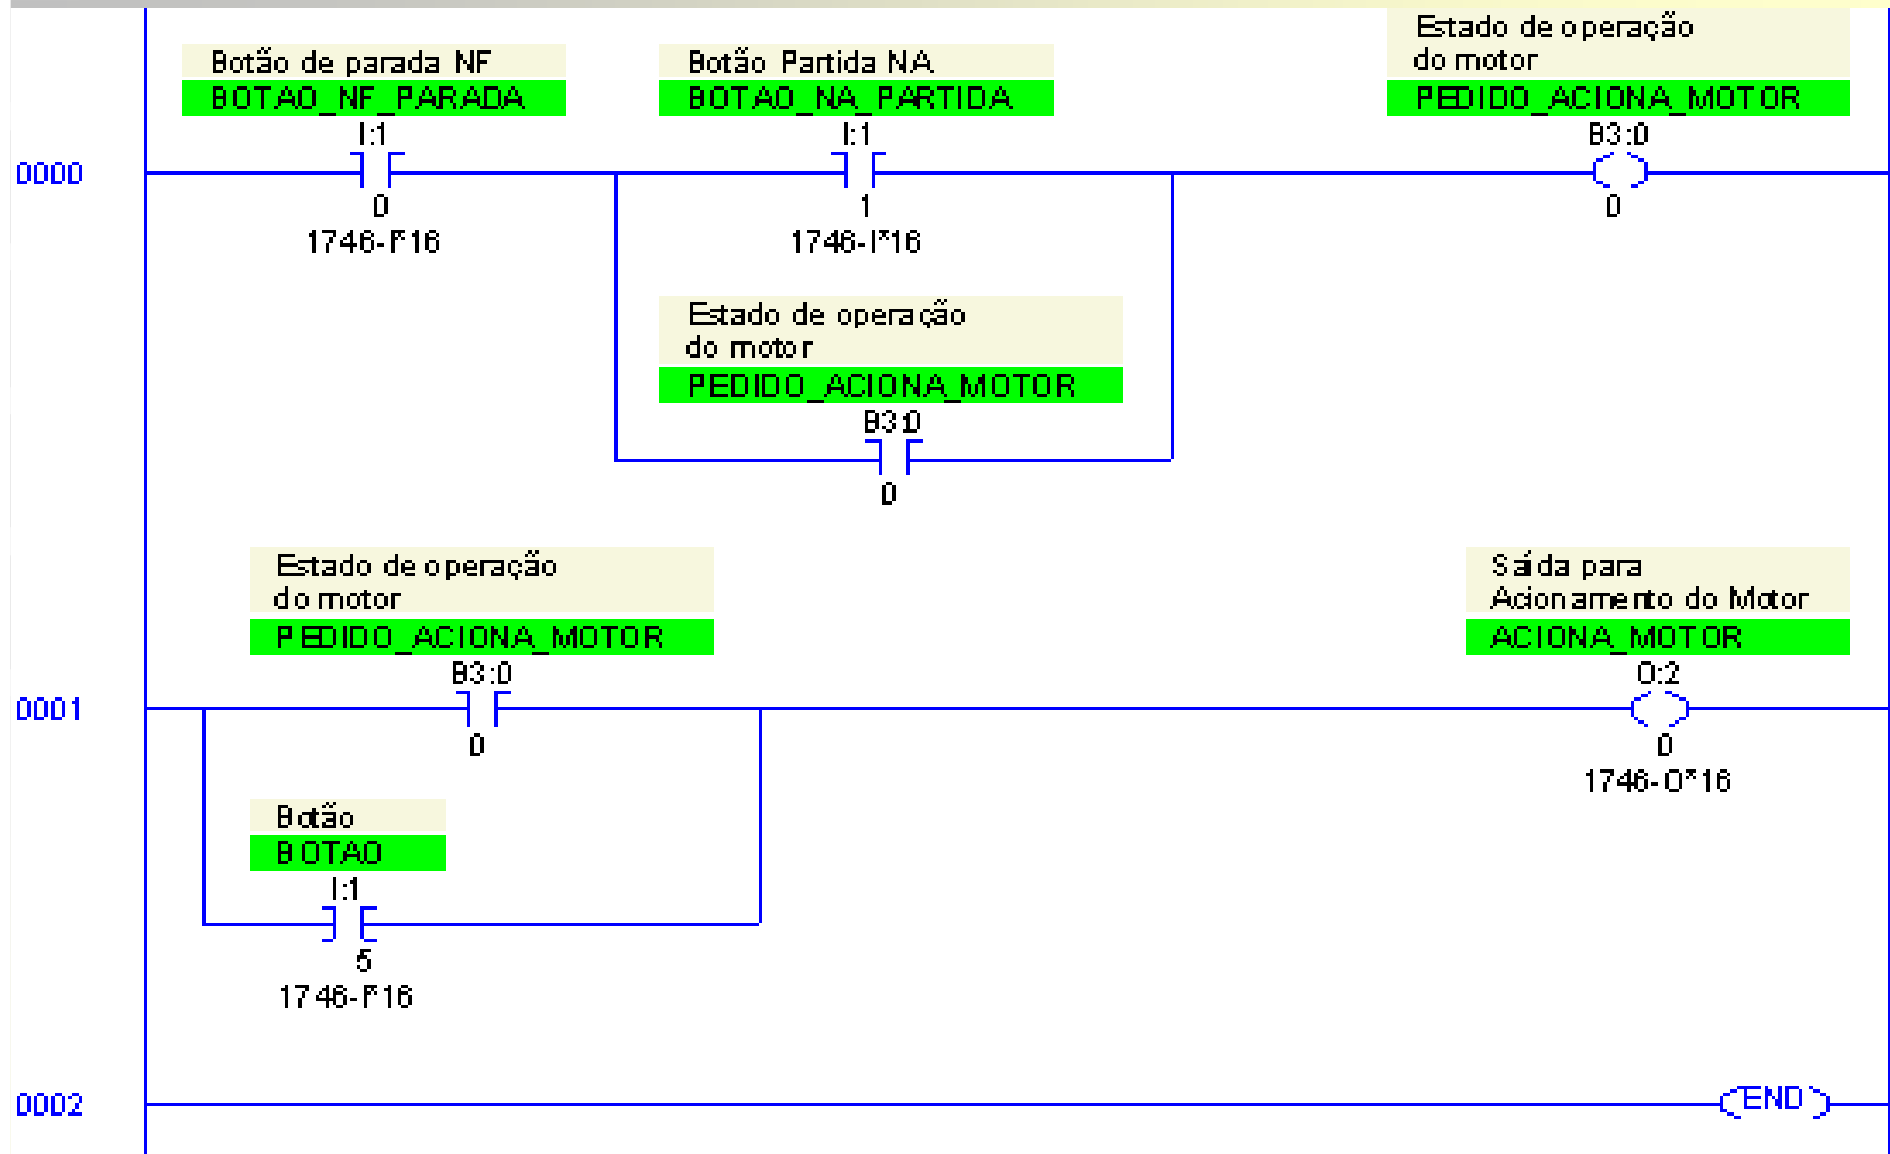 Estado de operação
do motor
Botão de parada NF
Botão Partida NA
BOTAO_NF_PARADA
BOTAO_NA_PARTIDA
PEDIDO_ACIONA_MOTOR
I:1
I:1
B3:0
0000
0
1
0
1746-I*16
1746-I*16
Estado de operação
do motor
PEDIDO_ACIONA_MOTOR
B3:0
0
Estado de operação
do motor
PEDIDO_ACIONA_MOTOR
B3:0
Saída para
Acionamento do Motor
ACIONA_MOTOR
O:2
0001
0
0
1746-O*16
Botão
BOTAO
I:1
5
1746-I*16
0002
END